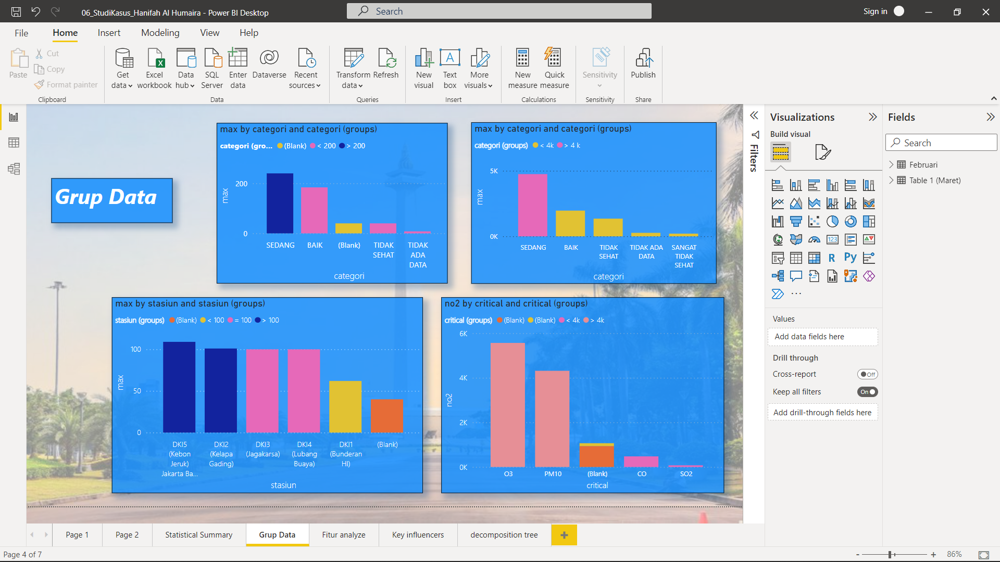 06_StudiKasus_Hanifah Al Humaira - Power BI Desktop
Search
Sign in
File
Home
Insert
Modeling
View
Help
Paste
Cut
Copy
Format painter
Clipboard
Get data
Excel workbook
Data hub
SQL Server
Enter data
Dataverse
Recent sources
Data
Transform data
Refresh
Queries
New visual
Text box
More visuals
Insert
New measure
Quick measure
Calculations
Sensitivity
Sensitivity
Publish
Share
Grup Data
max by categori and categori (groups)
categori (gro... (Blank) < 200 > 200
max
200
0
SEDANG
BAIK
(Blank)
TIDAK SEHAT
TIDAK ADA DATA
categori
max by categori and categori (groups)
categori (groups) < 4k > 4 k
max
5K
0K
SEDANG
BAIK
TIDAK SEHAT
TIDAK ADA DATA
SANGAT TIDAK SEHAT
categori
max by stasiun and stasiun (groups)
stasiun (groups) (Blank) < 100 = 100 > 100
max
100
50
0
DKI5 (Kebon Jeruk) Jakarta Ba...
DKI2 (Kelapa Gading)
DKI3 (Jagakarsa)
DKI4 (Lubang Buaya)
DKI1 (Bunderan HI)
(Blank)
stasiun
no2 by critical and critical (groups)
critical (groups) (Blank) (Blank) < 4k > 4k
no2
6K
4K
2K
0K
O3
PM10
(Blank)
CO
SO2
critical
Filters
Visualizations
Build visual
123
R
Py
...
Values
Add data fields here
Drill through
Cross-report
Off
Keep all filters
On
Add drill-through fields here
Fields
Search
Februari
Table 1 (Maret)
Page 1
Page 2
Statistical Summary
Grup Data
Fitur analyze
Key influencers
decomposition tree
+
Page 4 of 7
- +
86%